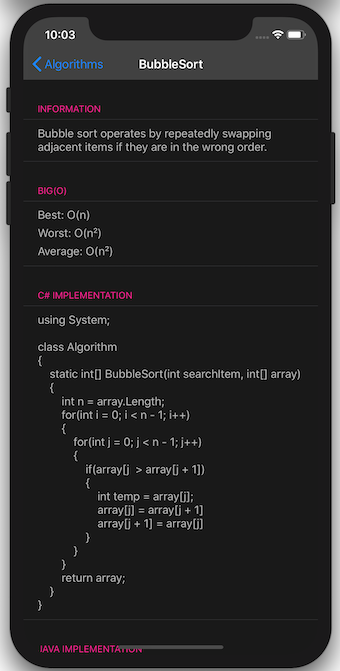 10:03
Algorithms
BubbleSort
INFORMATION
Bubble sort operates by repeatedly swapping
adjacent items if they are in the wrong order.
BIG(O)
Best: O(n)
Worst: O(n²)
Average: O(n²)
C# IMPLEMENTATION
using System;
class Algorithm
{
static int[] BubbleSort(int searchItem, int[] array)
{
int n = array.Length;
for(int i = 0; i < n - 1; i++)
{
for(int j = 0; j < n - 1; j++)
{
if(array[j  > array[j + 1])
{
int temp = array[j];
array[j] = array[j + 1]
array[j + 1] = array[j]
}
}
}
return array;
}
}
JAVA IMPLEMENTATION